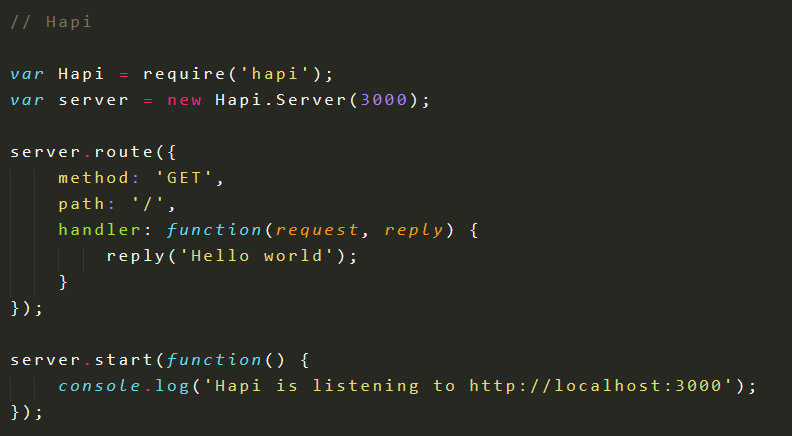 // Hapi
var Hapi = require('hapi');
var server = new Hapi.Server(3000);
server.route({
    method: 'GET',
    path: '/',
    handler: function(request, reply) {
        reply('Hello world');
    }
});
server.start(function() {
    console.log('Hapi is listening to http://localhost:3000');
});